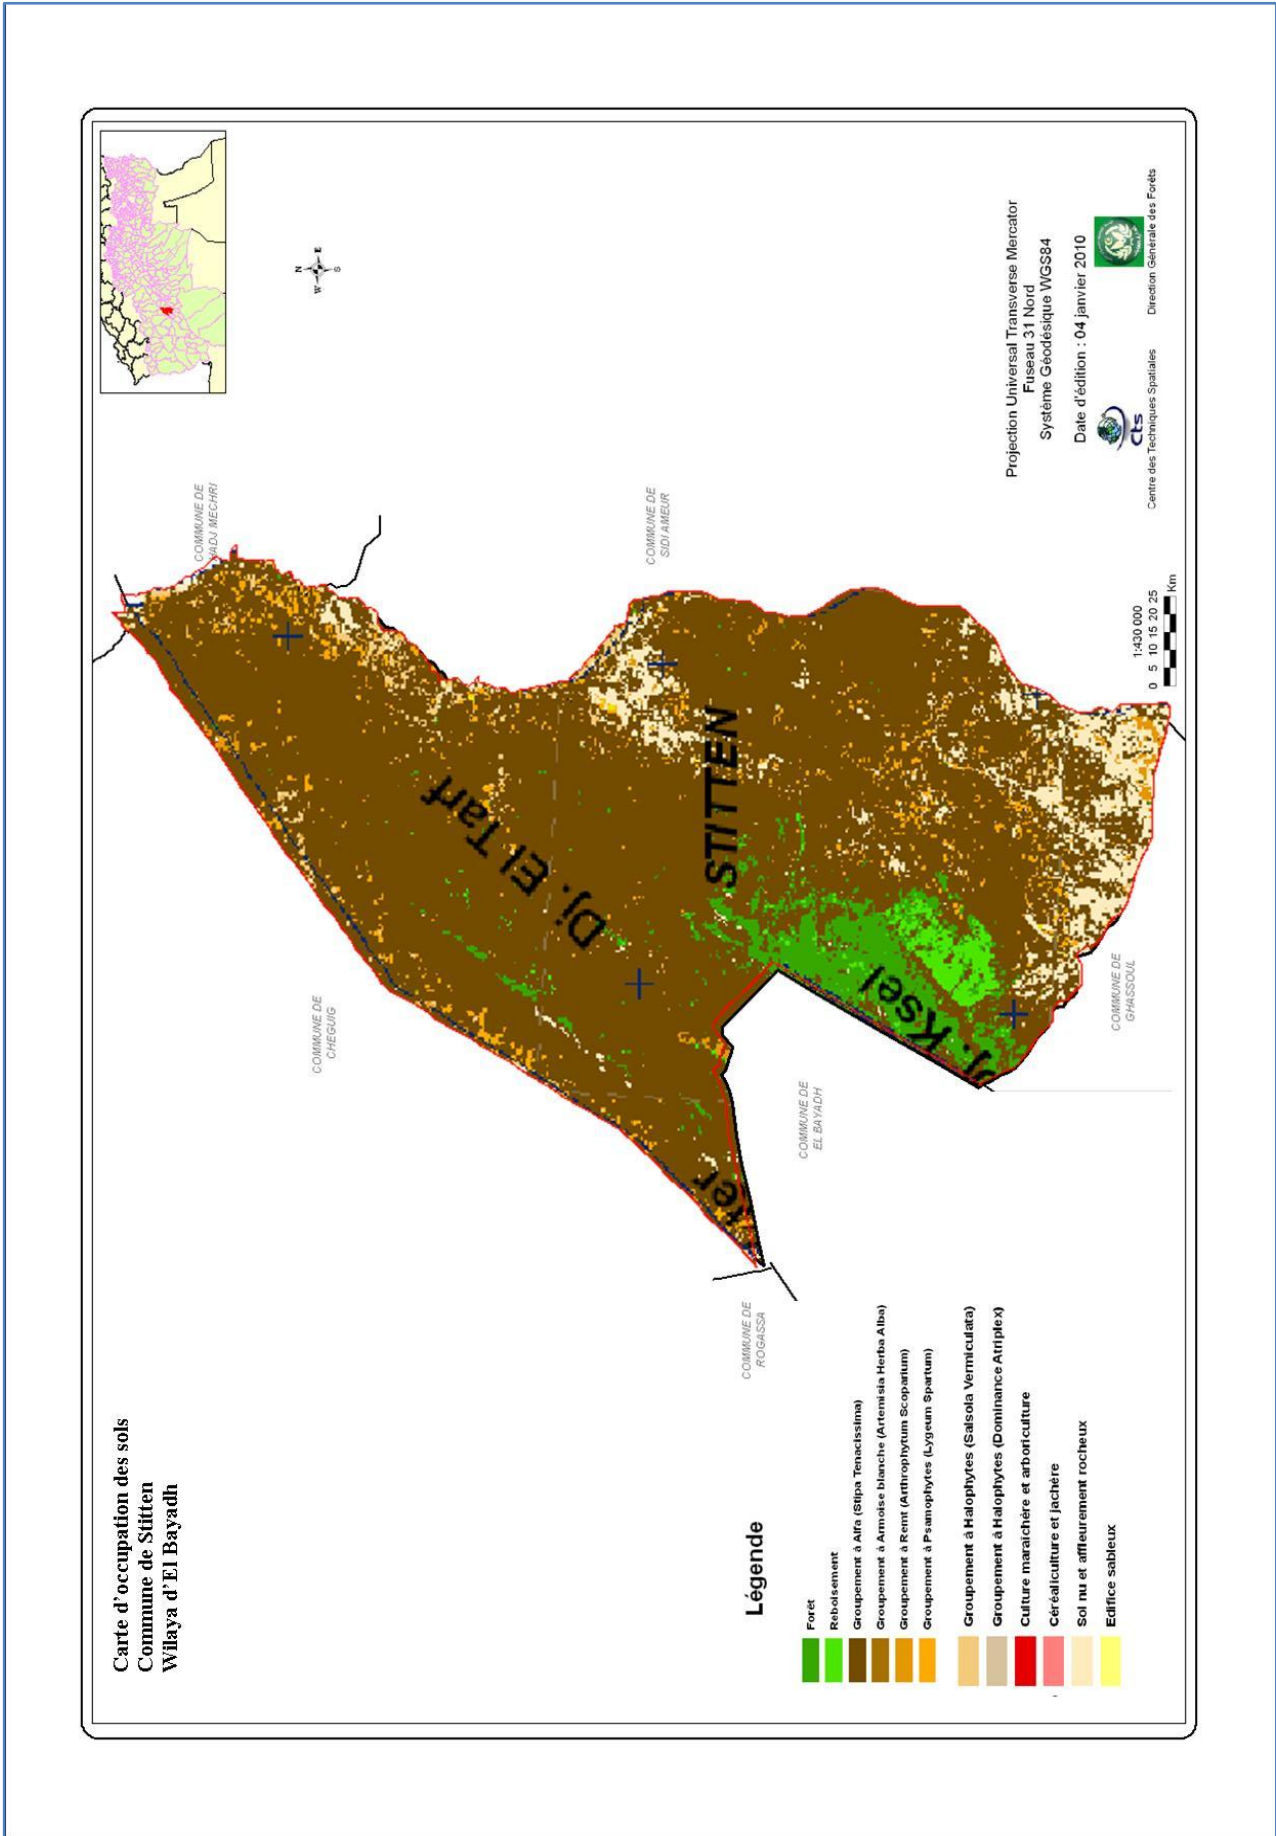 Carte d'occupation des sols
Commune de Stitten
Wilaya d'El Bayadh
N
W
E
S
COMMUNE DE
HADJ MECHRI
COMMUNE DE
CHEGUIG
COMMUNE DE
SIDI AMEUR
COMMUNE DE
ROGASSA
COMMUNE DE
EL BAYADH
COMMUNE DE
GHASSOUL
Dj. El Tarf
STITTEN
J. Ksel
Légende
Forêt
Reboisement
Groupement à Alfa (Stipa Tenacissima)
Groupement à Armoise blanche (Artemisia Herba Alba)
Groupement à Remt (Arthrophytum Scoparium)
Groupement à Psamophytes (Lygeum Spartum)
Groupement à Halophytes (Salsola Vermiculata)
Groupement à Halophytes (Dominance Atriplex)
Culture maraichère et arboriculture
Céréaliculture et jachère
Sol nu et affleurement rocheux
Edifice sableux
1:430 000
0 5 10 15 20 25
Km
Projection Universal Transverse Mercator
Fuseau 31 Nord
Système Géodésique WGS84
Date d'édition : 04 janvier 2010
Cts
Centre des Techniques Spatiales
Direction Générale des Forêts